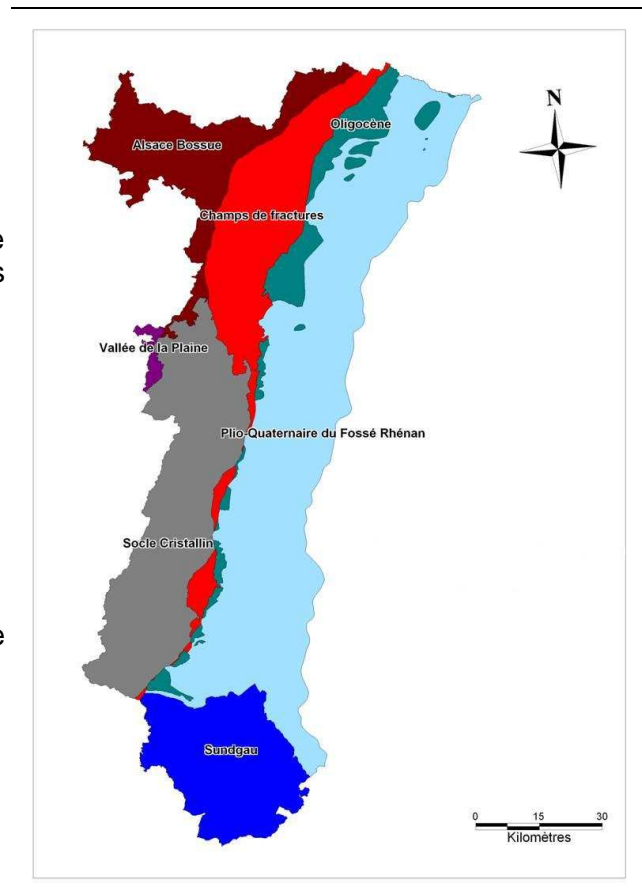 N
Oligocène
Alsace Bossue
Champs de fractures
e
s
Vallée de la Plaine
Plio-Quaternaire du Fossé Rhénan
Socle Cristallin
e
Sundgau
0 15 30
Kilomètres